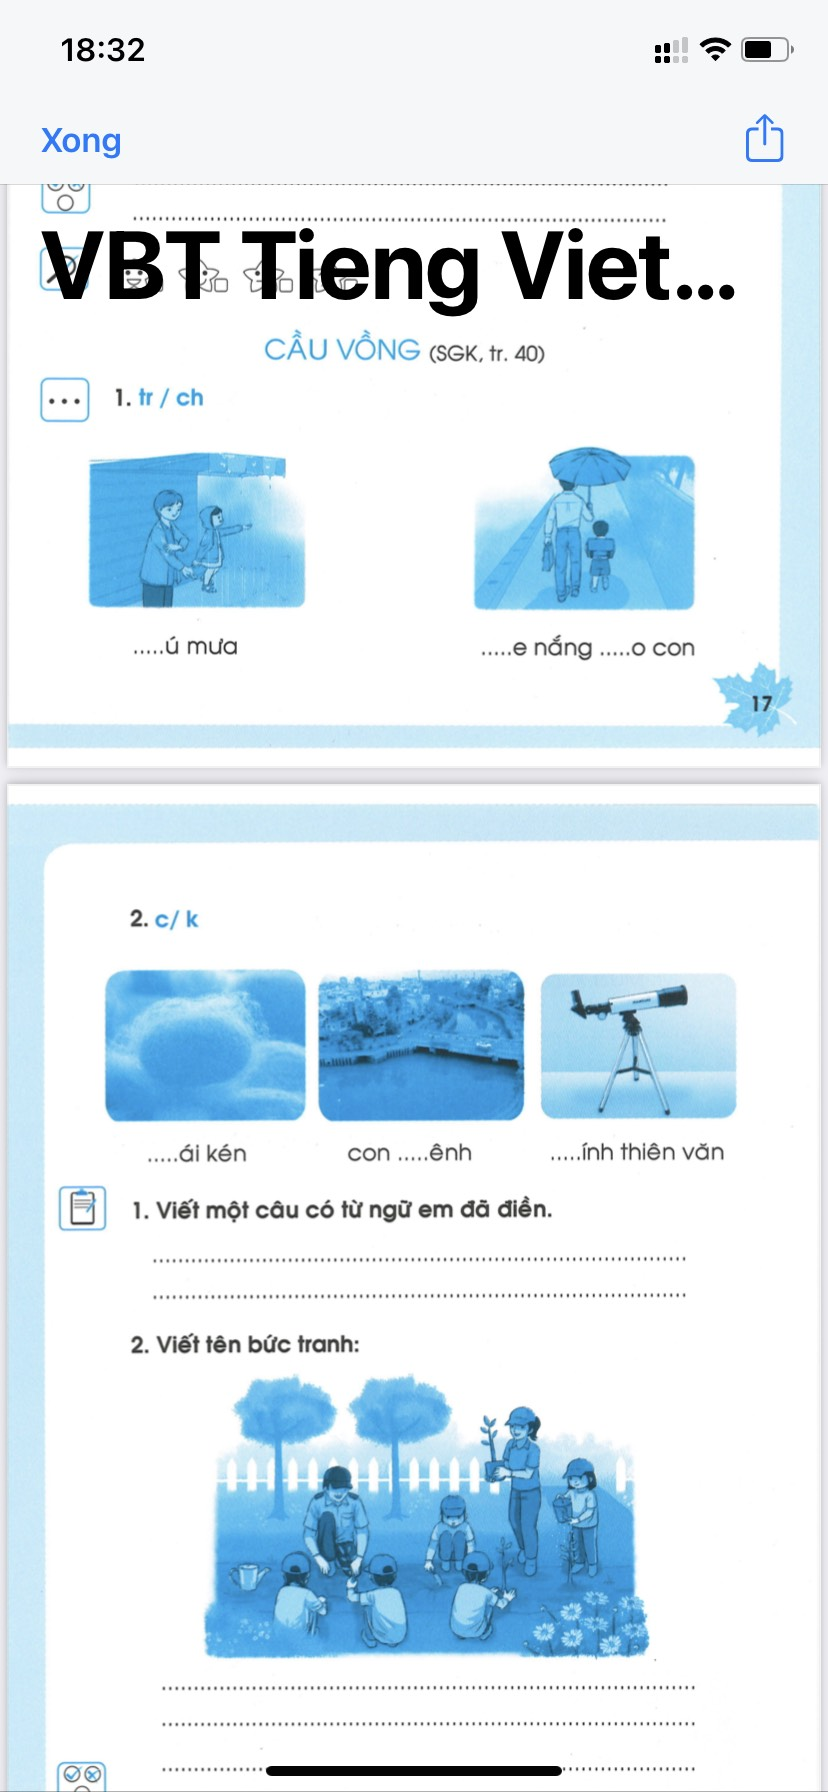 18:32
Xong
VBT Tieng Viet...
CẦU VỒNG (SGK, tr. 40)
... 1. tr / ch
.....ú mưa
.....e nắng .....o con
17
2. c/ k
.....ái kén
con .....ênh
.....ính thiên văn
1. Viết một câu có từ ngữ em đã điền.
2. Viết tên bức tranh: